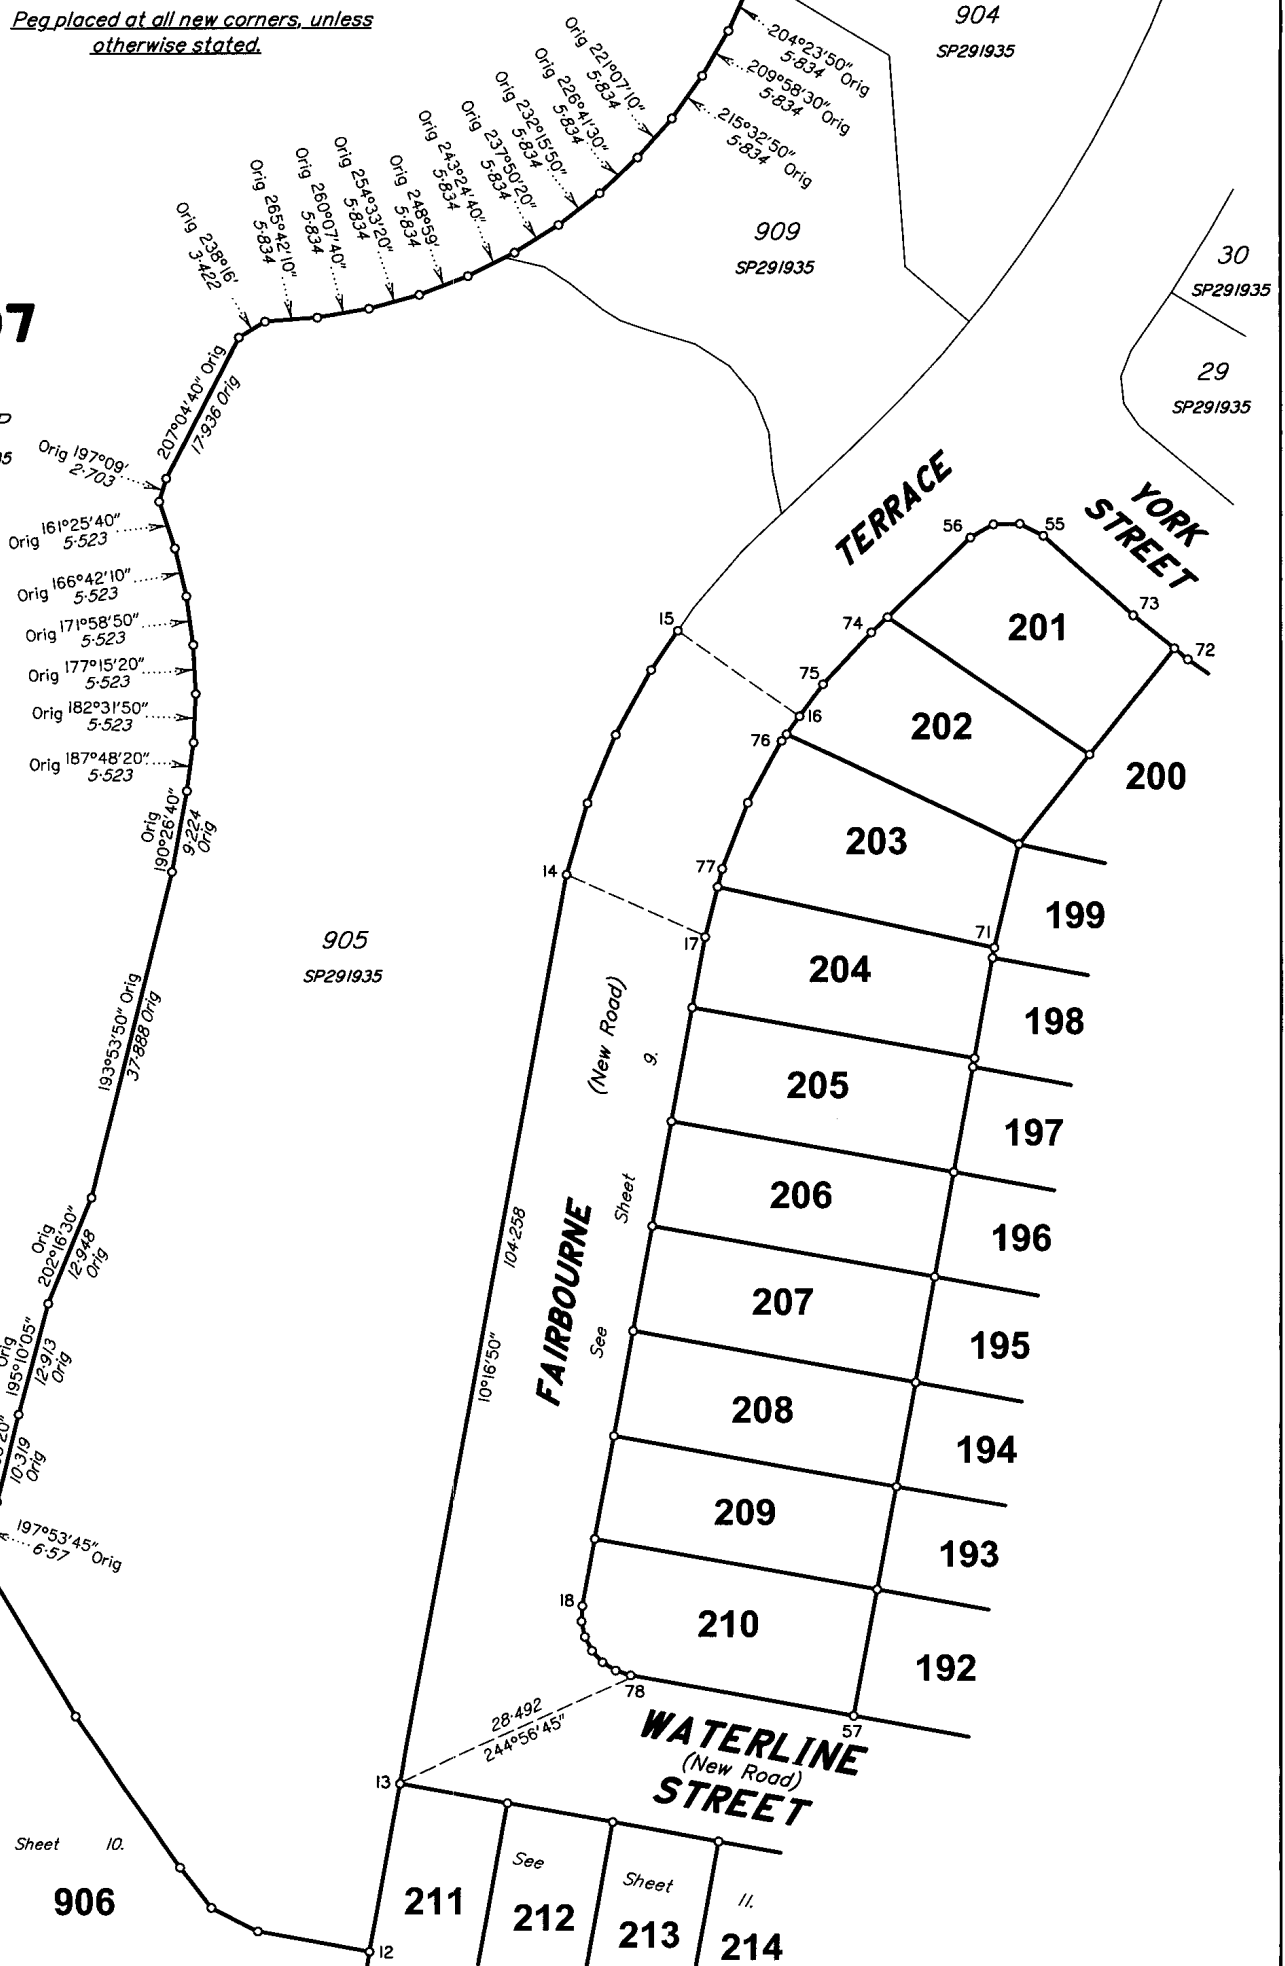 Peg placed at all new corners, unless
otherwise stated.
904
SP291935
204°23'50" Orig
5·834
209°58'30" Orig
5·834
215°32'50" Orig
5·834
Orig 221°07'10"
5·834
Orig 226°41'30"
5·834
Orig 232°15'50"
5·834
Orig 237°50'20"
5·834
Orig 243°24'40"
5·834
Orig 248°59'
5·834
Orig 254°33'20"
5·834
Orig 260°07'40"
5·834
Orig 265°42'10"
5·834
Orig 238°16'
3·422
909
SP291935
30
SP291935
29
SP291935
207°04'40" Orig
17·936 Orig
Orig 197°09'
2·703
Orig 161°25'40"
5·523
Orig 166°42'10"
5·523
Orig 171°58'50"
5·523
Orig 177°15'20"
5·523
Orig 182°31'50"
5·523
Orig 187°48'20"
5·523
Orig
190°26'40"
9·224
Orig
TERRACE
YORK
STREET
56
55
73
72
74
201
15
75
16
76
202
200
203
77
14
17
71
199
905
SP291935
204
198
(New Road)
9.
193°53'50" Orig
37·888 Orig
205
197
206
196
Sheet
Orig
202°16'30"
12·948
Orig
104·258
FAIRBOURNE
See
207
195
Orig
195°10'05"
12·913
Orig
10°16'50"
208
194
10·319
Orig
209
193
197°53'45" Orig
6·57
18
210
192
78
57
28·492
244°56'45"
WATERLINE
(New Road)
STREET
13
Sheet 10.
906
211
See
212
Sheet
213
11.
214
12